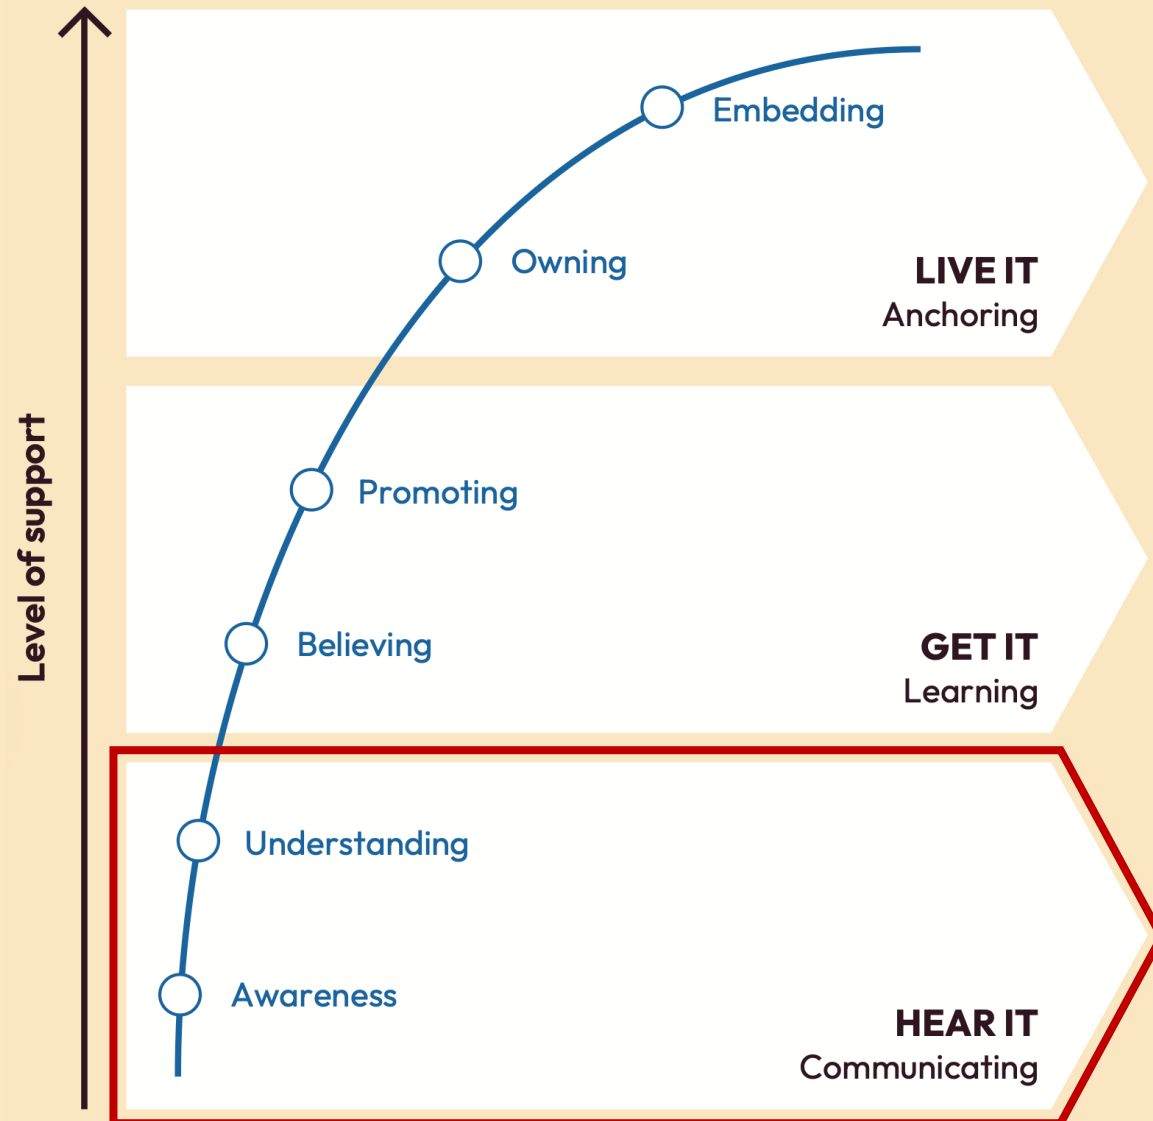 Embedding
Owning
LIVE IT
Anchoring
Level of support
Promoting
Believing
GET IT
Learning
Understanding
Awareness
HEAR IT
Communicating